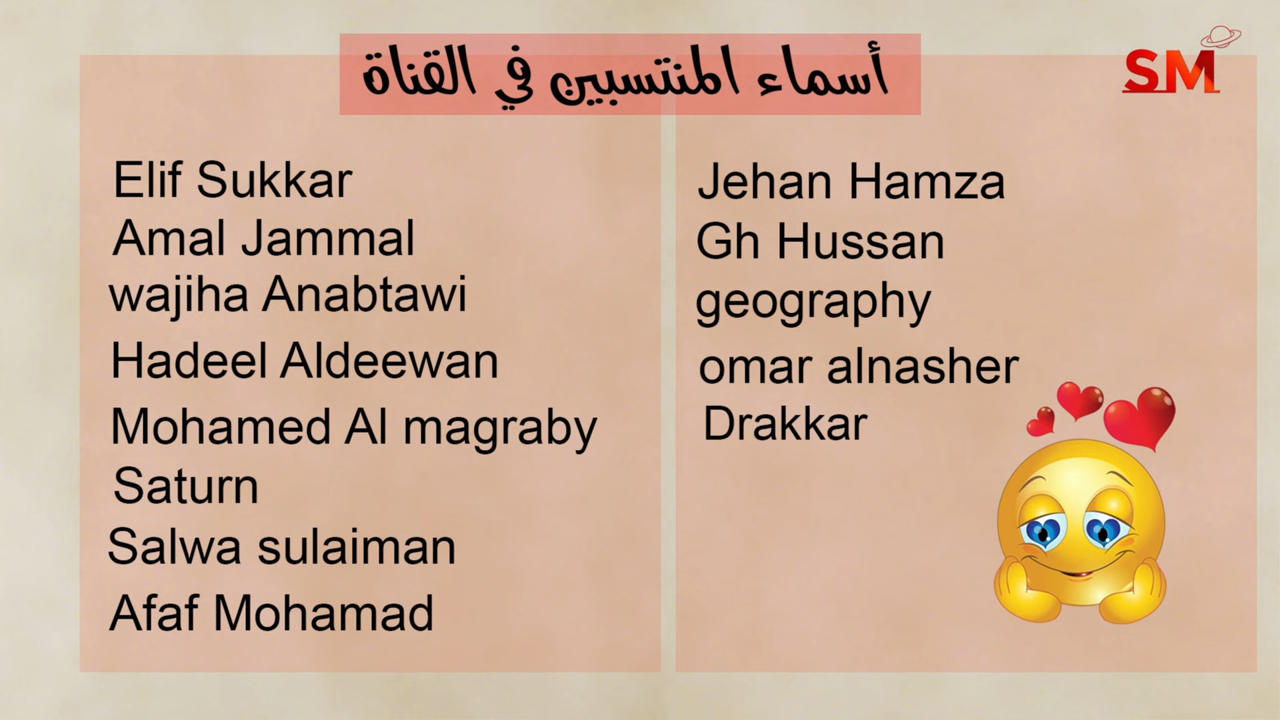 أسماء المنتسبين في القناة
SM
Elif Sukkar
Amal Jammal
wajiha Anabtawi
Hadeel Aldeewan
Mohamed Al magraby
Saturn
Salwa sulaiman
Afaf Mohamad
Jehan Hamza
Gh Hussan
geography
omar alnasher
Drakkar